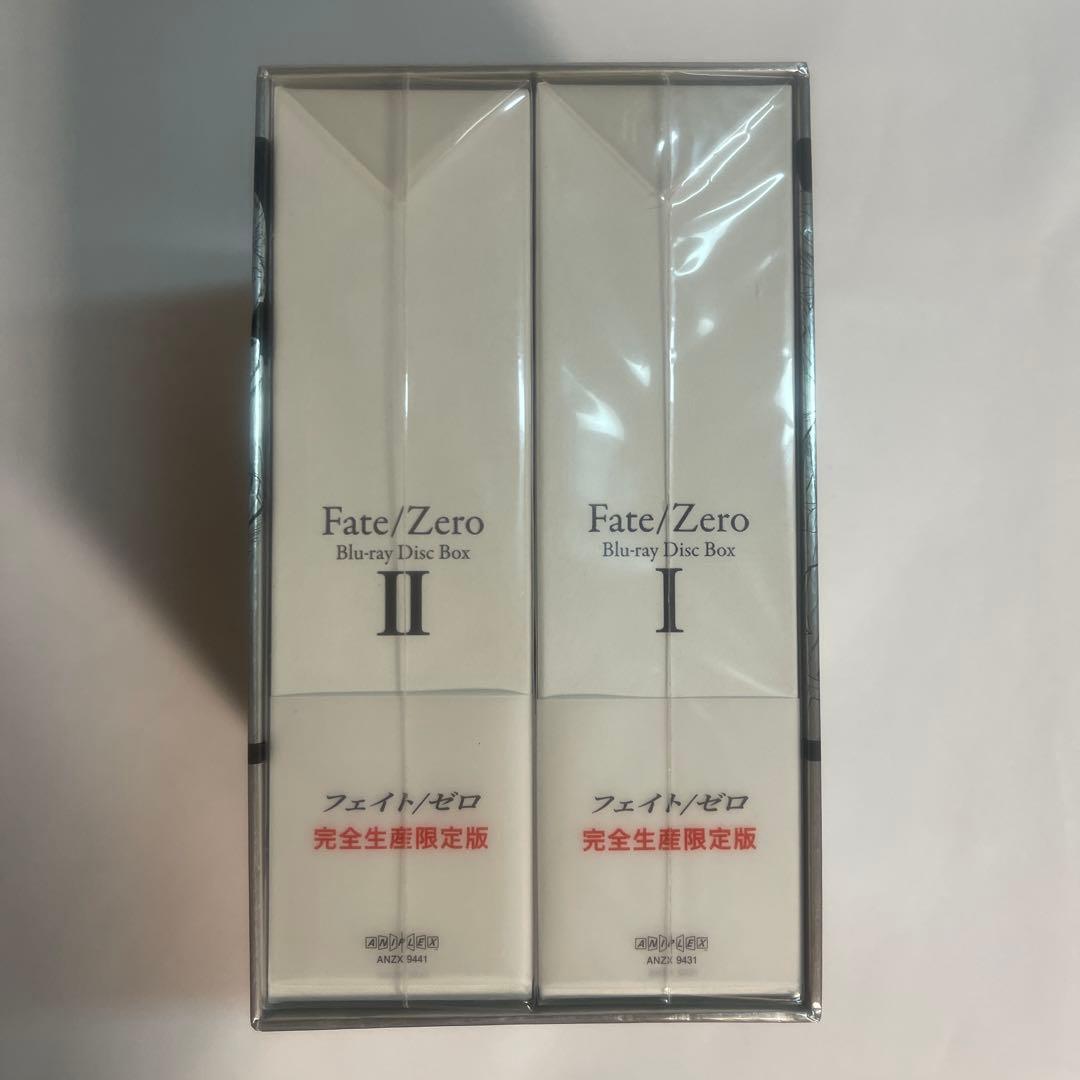 Fate/Zero
Blu-ray Disc Box
II
フェイト/ゼロ
完全生産限定版
ANIPLEX
ANZX 9441
Fate/Zero
Blu-ray Disc Box
I
フェイト/ゼロ
完全生産限定版
ANIPLEX
ANZX 9431